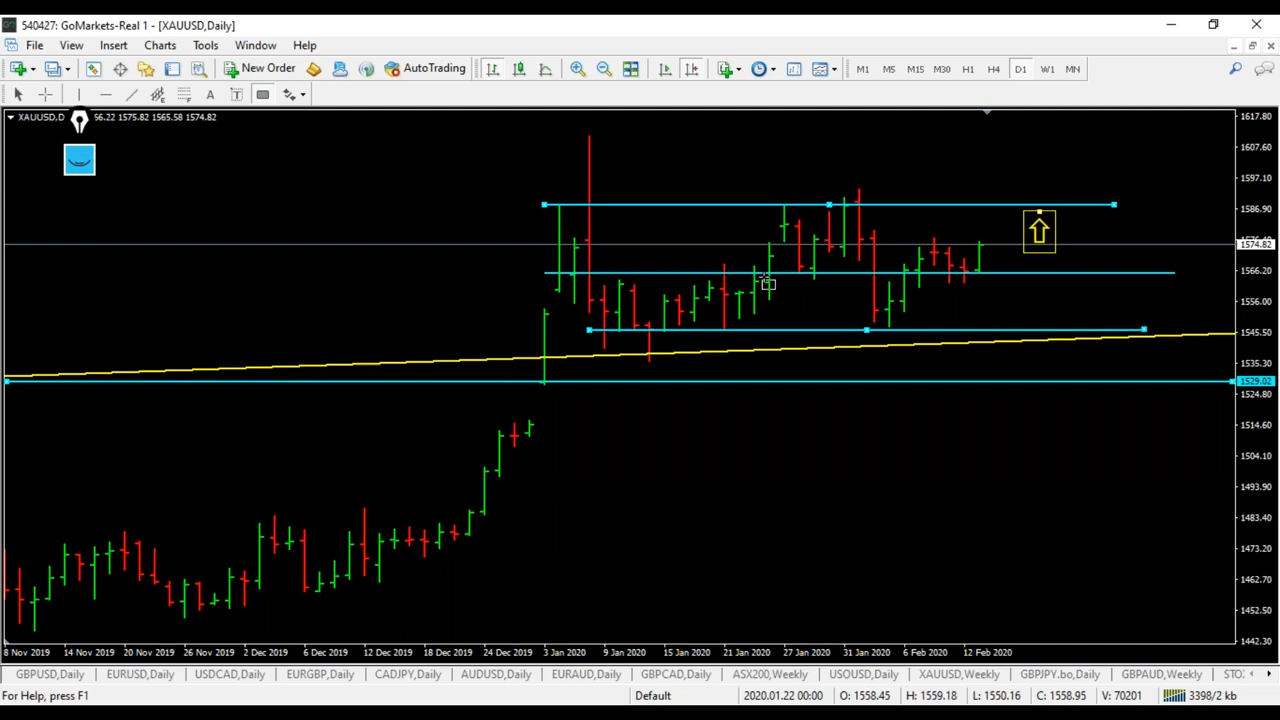 540427: GoMarkets-Real 1 - [XAUUSD,Daily]
File View Insert Charts Tools Window Help
New Order AutoTrading M1 M5 M15 M30 H1 H4 D1 W1 MN
A T
XAUUSD,D 56.22 1575.82 1565.58 1574.82
1617.80
1607.60
1597.10
1586.90
1574.82
1566.20
1556.00
1545.50
1535.30
1529.02
1524.80
1514.60
1504.10
1493.90
1483.40
1473.20
1462.70
1452.50
1442.30
8 Nov 2019 14 Nov 2019 20 Nov 2019 26 Nov 2019 2 Dec 2019 6 Dec 2019 12 Dec 2019 18 Dec 2019 24 Dec 2019 3 Jan 2020 9 Jan 2020 15 Jan 2020 21 Jan 2020 27 Jan 2020 31 Jan 2020 6 Feb 2020 12 Feb 2020
GBPUSD,Daily EURUSD,Daily USDCAD,Daily EURGBP,Daily CADJPY,Daily AUDUSD,Daily EURAUD,Daily GBPCAD,Daily ASX200,Weekly USOUSD,Daily XAUUSD,Weekly GBPJPY.bo,Daily GBPAUD,Weekly STO
For Help, press F1 Default 2020.01.22 00:00 O: 1558.45 H: 1559.18 L: 1550.16 C: 1558.95 V: 70201 3398/2 kb